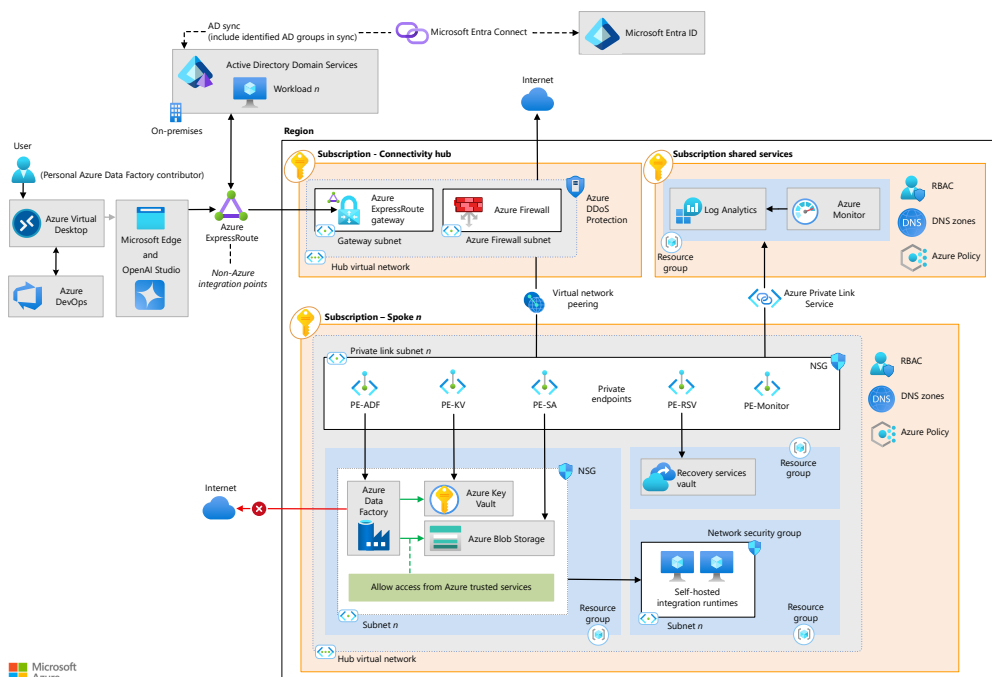 AD sync
(include identified AD groups in sync)
Microsoft Entra Connect
Microsoft Entra ID
Active Directory Domain Services
Workload n
On-premises
Internet
Region
User
(Personal Azure Data Factory contributor)
Azure Virtual
Desktop
Azure
DevOps
Microsoft Edge
and
OpenAI Studio
Azure
ExpressRoute
Non-Azure
integration points
Subscription - Connectivity hub
Azure
ExpressRoute
gateway
Gateway subnet
Azure Firewall
Azure Firewall subnet
Hub virtual network
Azure
DDoS
Protection
Subscription shared services
Log Analytics
Azure
Monitor
Resource
group
RBAC
DNS
DNS zones
Azure Policy
Virtual network
peering
Azure Private Link
Service
Subscription – Spoke n
Private link subnet n
NSG
PE-ADF
PE-KV
PE-SA
Private
endpoints
PE-RSV
PE-Monitor
RBAC
DNS
DNS zones
Azure Policy
NSG
Azure
Data
Factory
Azure Key
Vault
Azure Blob Storage
Allow access from Azure trusted services
Subnet n
Resource
group
Internet
Recovery services
vault
Resource
group
Network security group
Self-hosted
integration runtimes
Subnet n
Resource
group
Hub virtual network
Microsoft
Azure